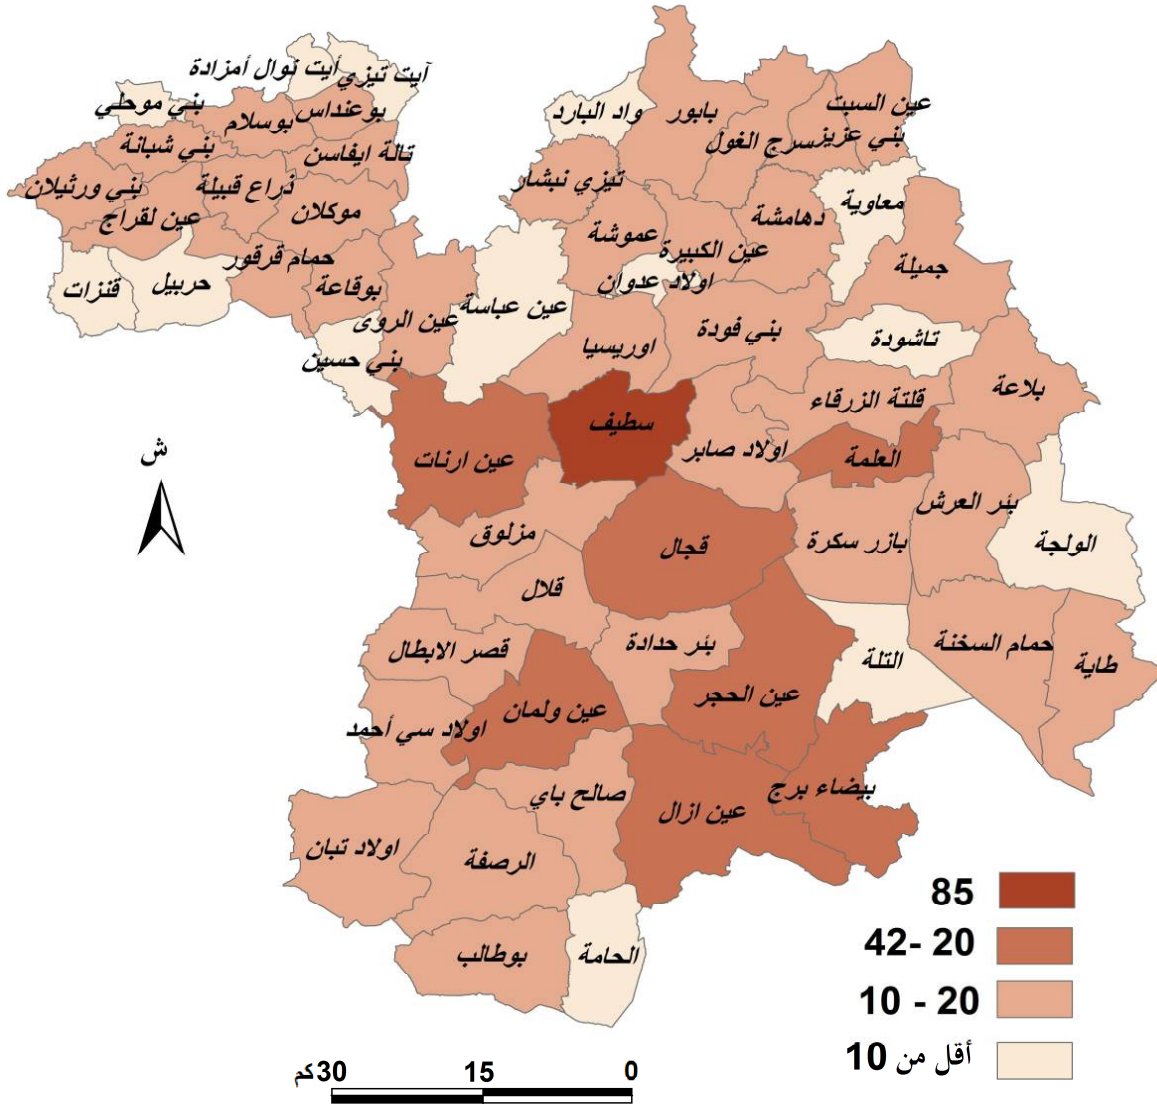 آيت نوال أمزادة
آيت تيزي
بني موحلي
بوسلام
بوعنداس
واد البارد
بابور
سرج الغول
بني عزيز
عين السبت
بني شبانة
تالة ايفاسن
بني ورثيلان
ذراع قبيلة
عين لقراج
موكلان
تيزي نبشار
معاوية
دهامشة
عموشة
عين الكبيرة
جميلة
قنزات
حربيل
حمام قرقور
بوقاعة
عين الروى
عين عباسة
اولاد عدوان
بني حسين
اوريسيا
بني فودة
تاشودة
بلاعة
قلتة الزرقاء
سطيف
عين ارنات
اولاد صابر
العلمة
ش
بئر العرش
مزلوق
قجال
بازر سكرة
الولجة
قلال
قصر الابطال
بئر حدادة
التلة
حمام السخنة
طاية
اولاد سي أحمد
عين ولمان
عين الحجر
صالح باي
عين ازال
بيضاء برج
اولاد تبان
الرصفة
بوطالب
الحامة
85
42- 20
10 - 20
أقل من 10
30كم 15 0